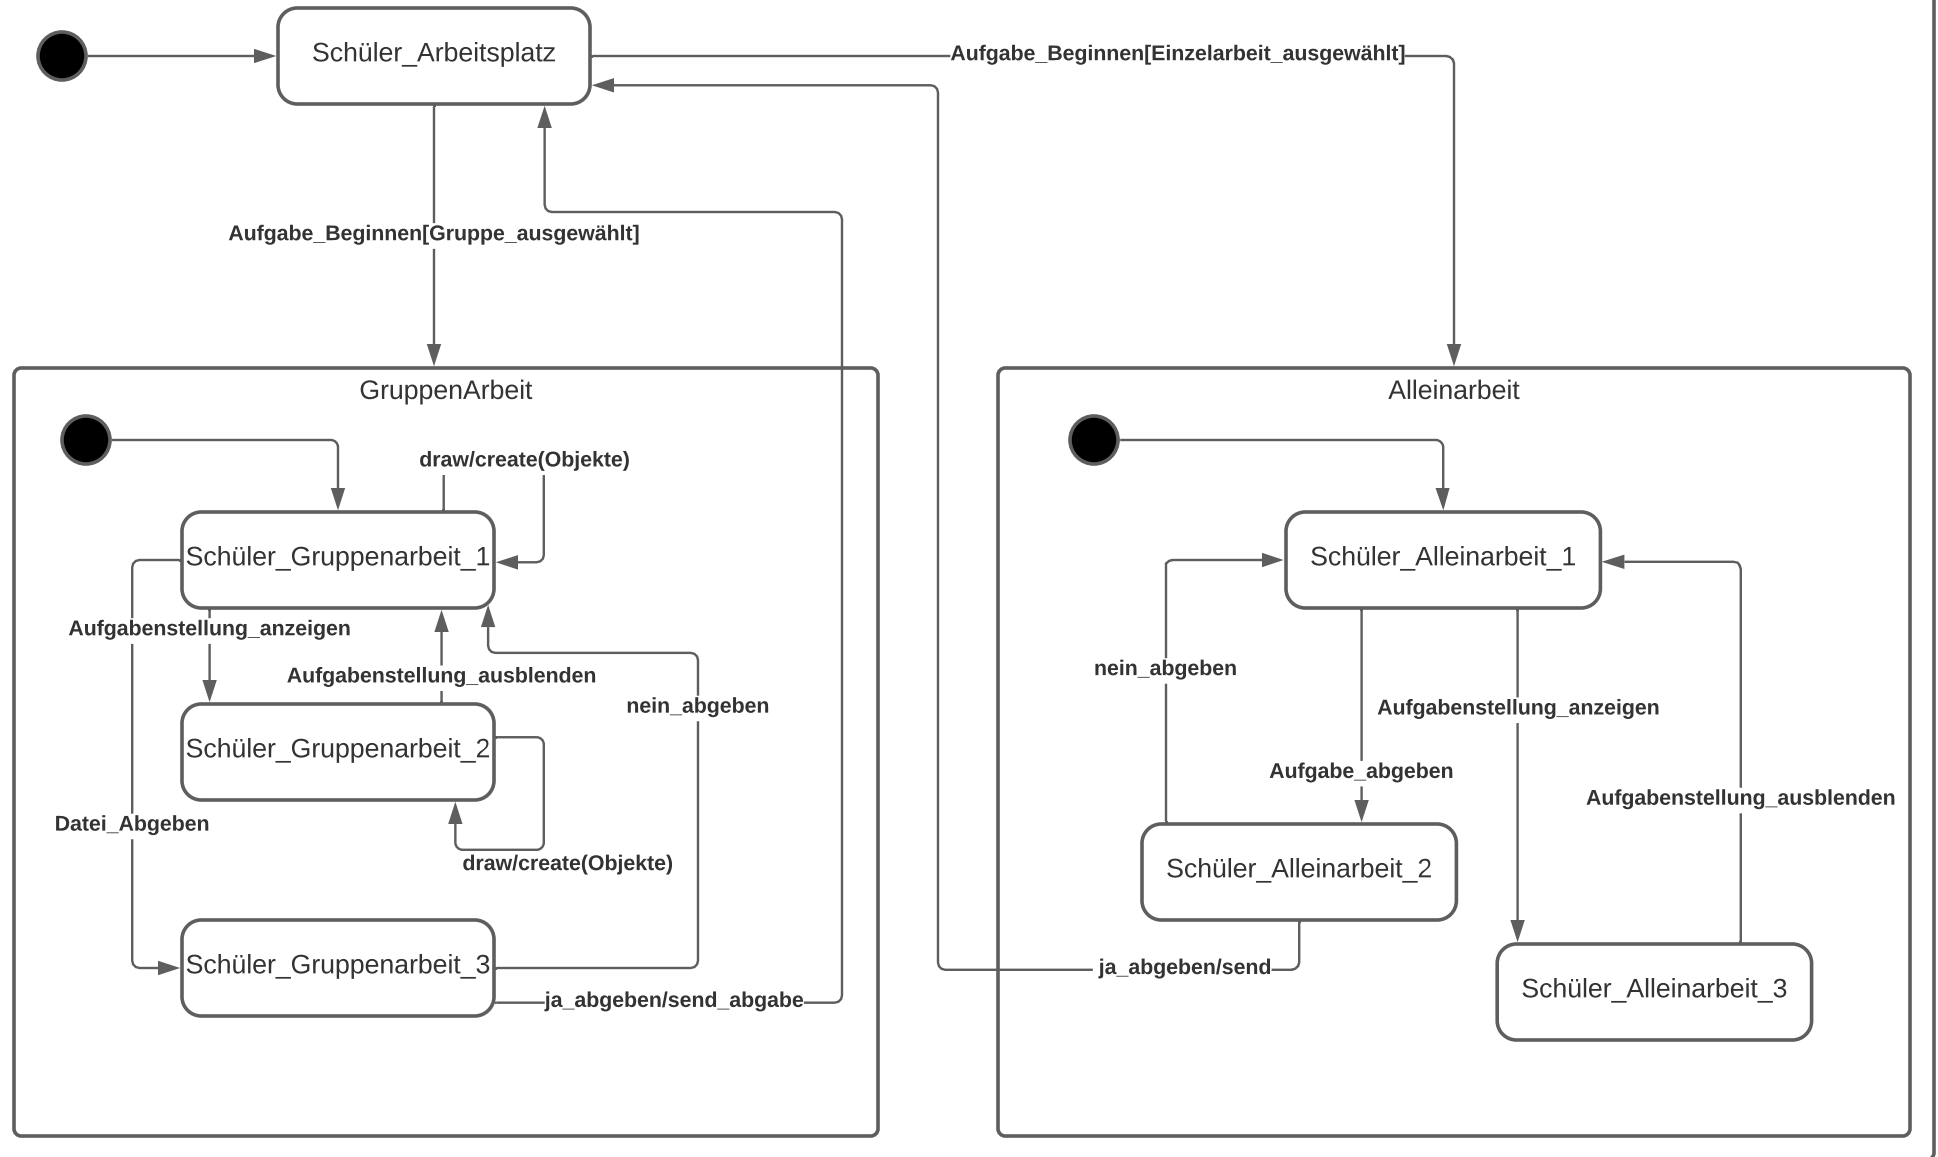 Schüler_Arbeitsplatz
Aufgabe_Beginnen[Einzelarbeit_ausgewählt]
Aufgabe_Beginnen[Gruppe_ausgewählt]
GruppenArbeit
draw/create(Objekte)
Schüler_Gruppenarbeit_1
Aufgabenstellung_anzeigen
Aufgabenstellung_ausblenden
nein_abgeben
Schüler_Gruppenarbeit_2
Datei_Abgeben
draw/create(Objekte)
Schüler_Gruppenarbeit_3
ja_abgeben/send_abgabe
Alleinarbeit
Schüler_Alleinarbeit_1
nein_abgeben
Aufgabenstellung_anzeigen
Aufgabe_abgeben
Aufgabenstellung_ausblenden
Schüler_Alleinarbeit_2
ja_abgeben/send
Schüler_Alleinarbeit_3